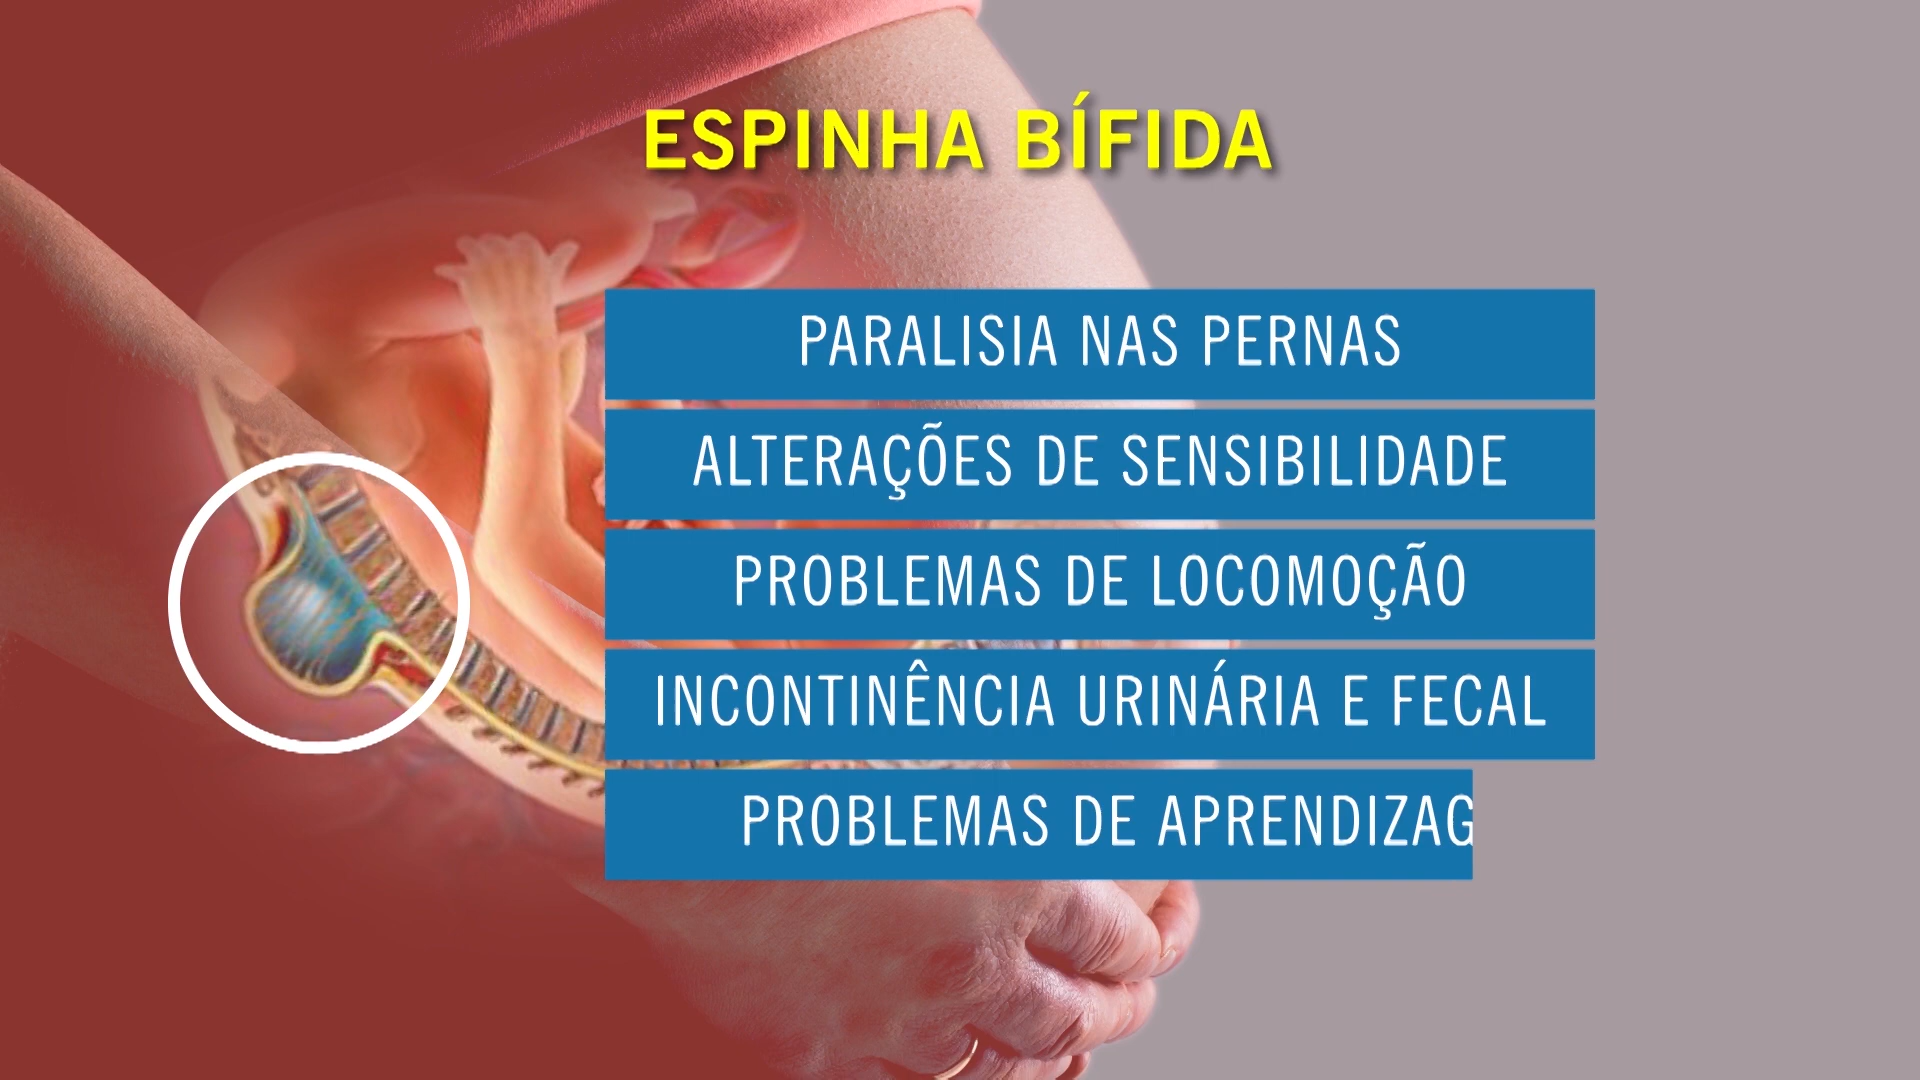 ESPINHA BÍFIDA
PARALISIA NAS PERNAS
ALTERAÇÕES DE SENSIBILIDADE
PROBLEMAS DE LOCOMOÇÃO
INCONTINÊNCIA URINÁRIA E FECAL
PROBLEMAS DE APRENDIZAG